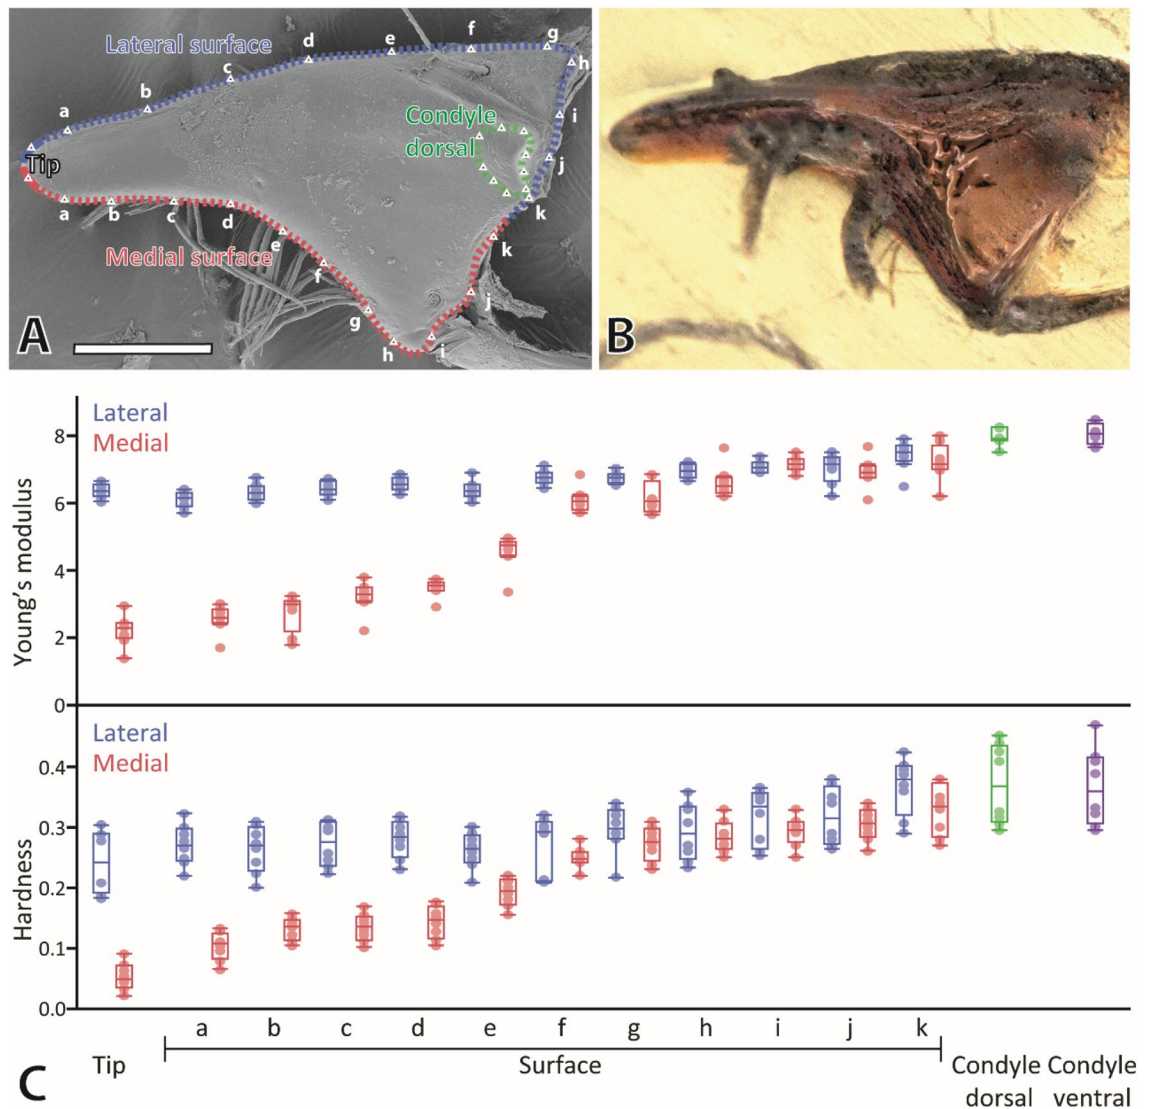 Lateral surface
a
b
c
d
e
f
g
h
i
j
k
Condyle
dorsal
Tip
a
b
c
d
e
f
g
h
i
j
k
Medial surface
A
B
Lateral
Medial
Young's modulus
8
6
4
2
0
Lateral
Medial
Hardness
0.4
0.3
0.2
0.1
0.0
a b c d e f g h i j k
Tip Surface Condyle Condyle
dorsal ventral
C